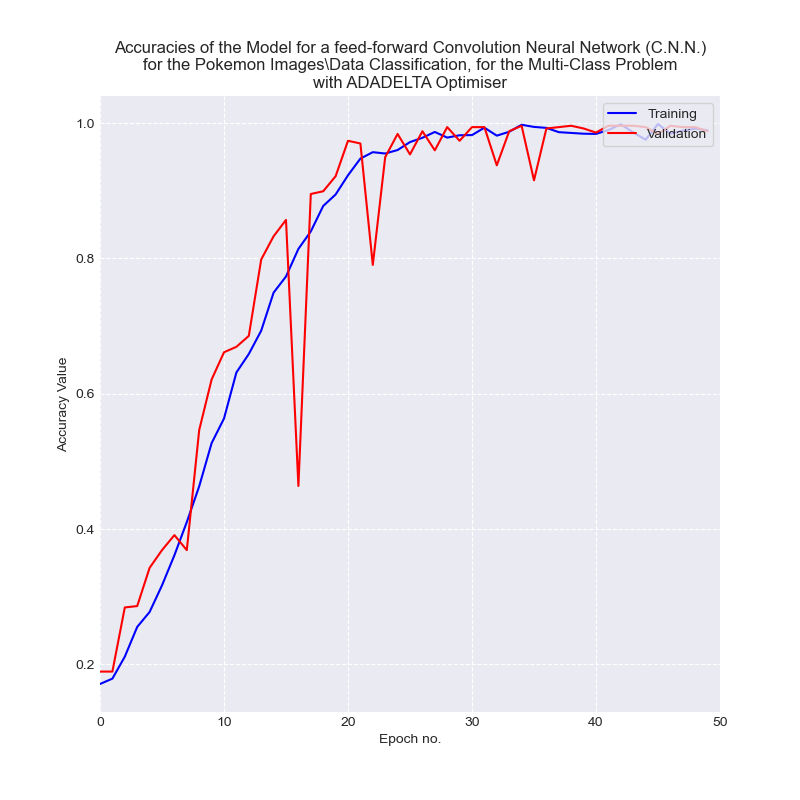 Accuracies of the Model for a feed-forward Convolution Neural Network (C.N.N.)
for the Pokemon Images\Data Classification, for the Multi-Class Problem
with ADADELTA Optimiser
Training
Validation
1.0
0.8
0.6
0.4
0.2
Accuracy Value
0 10 20 30 40 50
Epoch no.